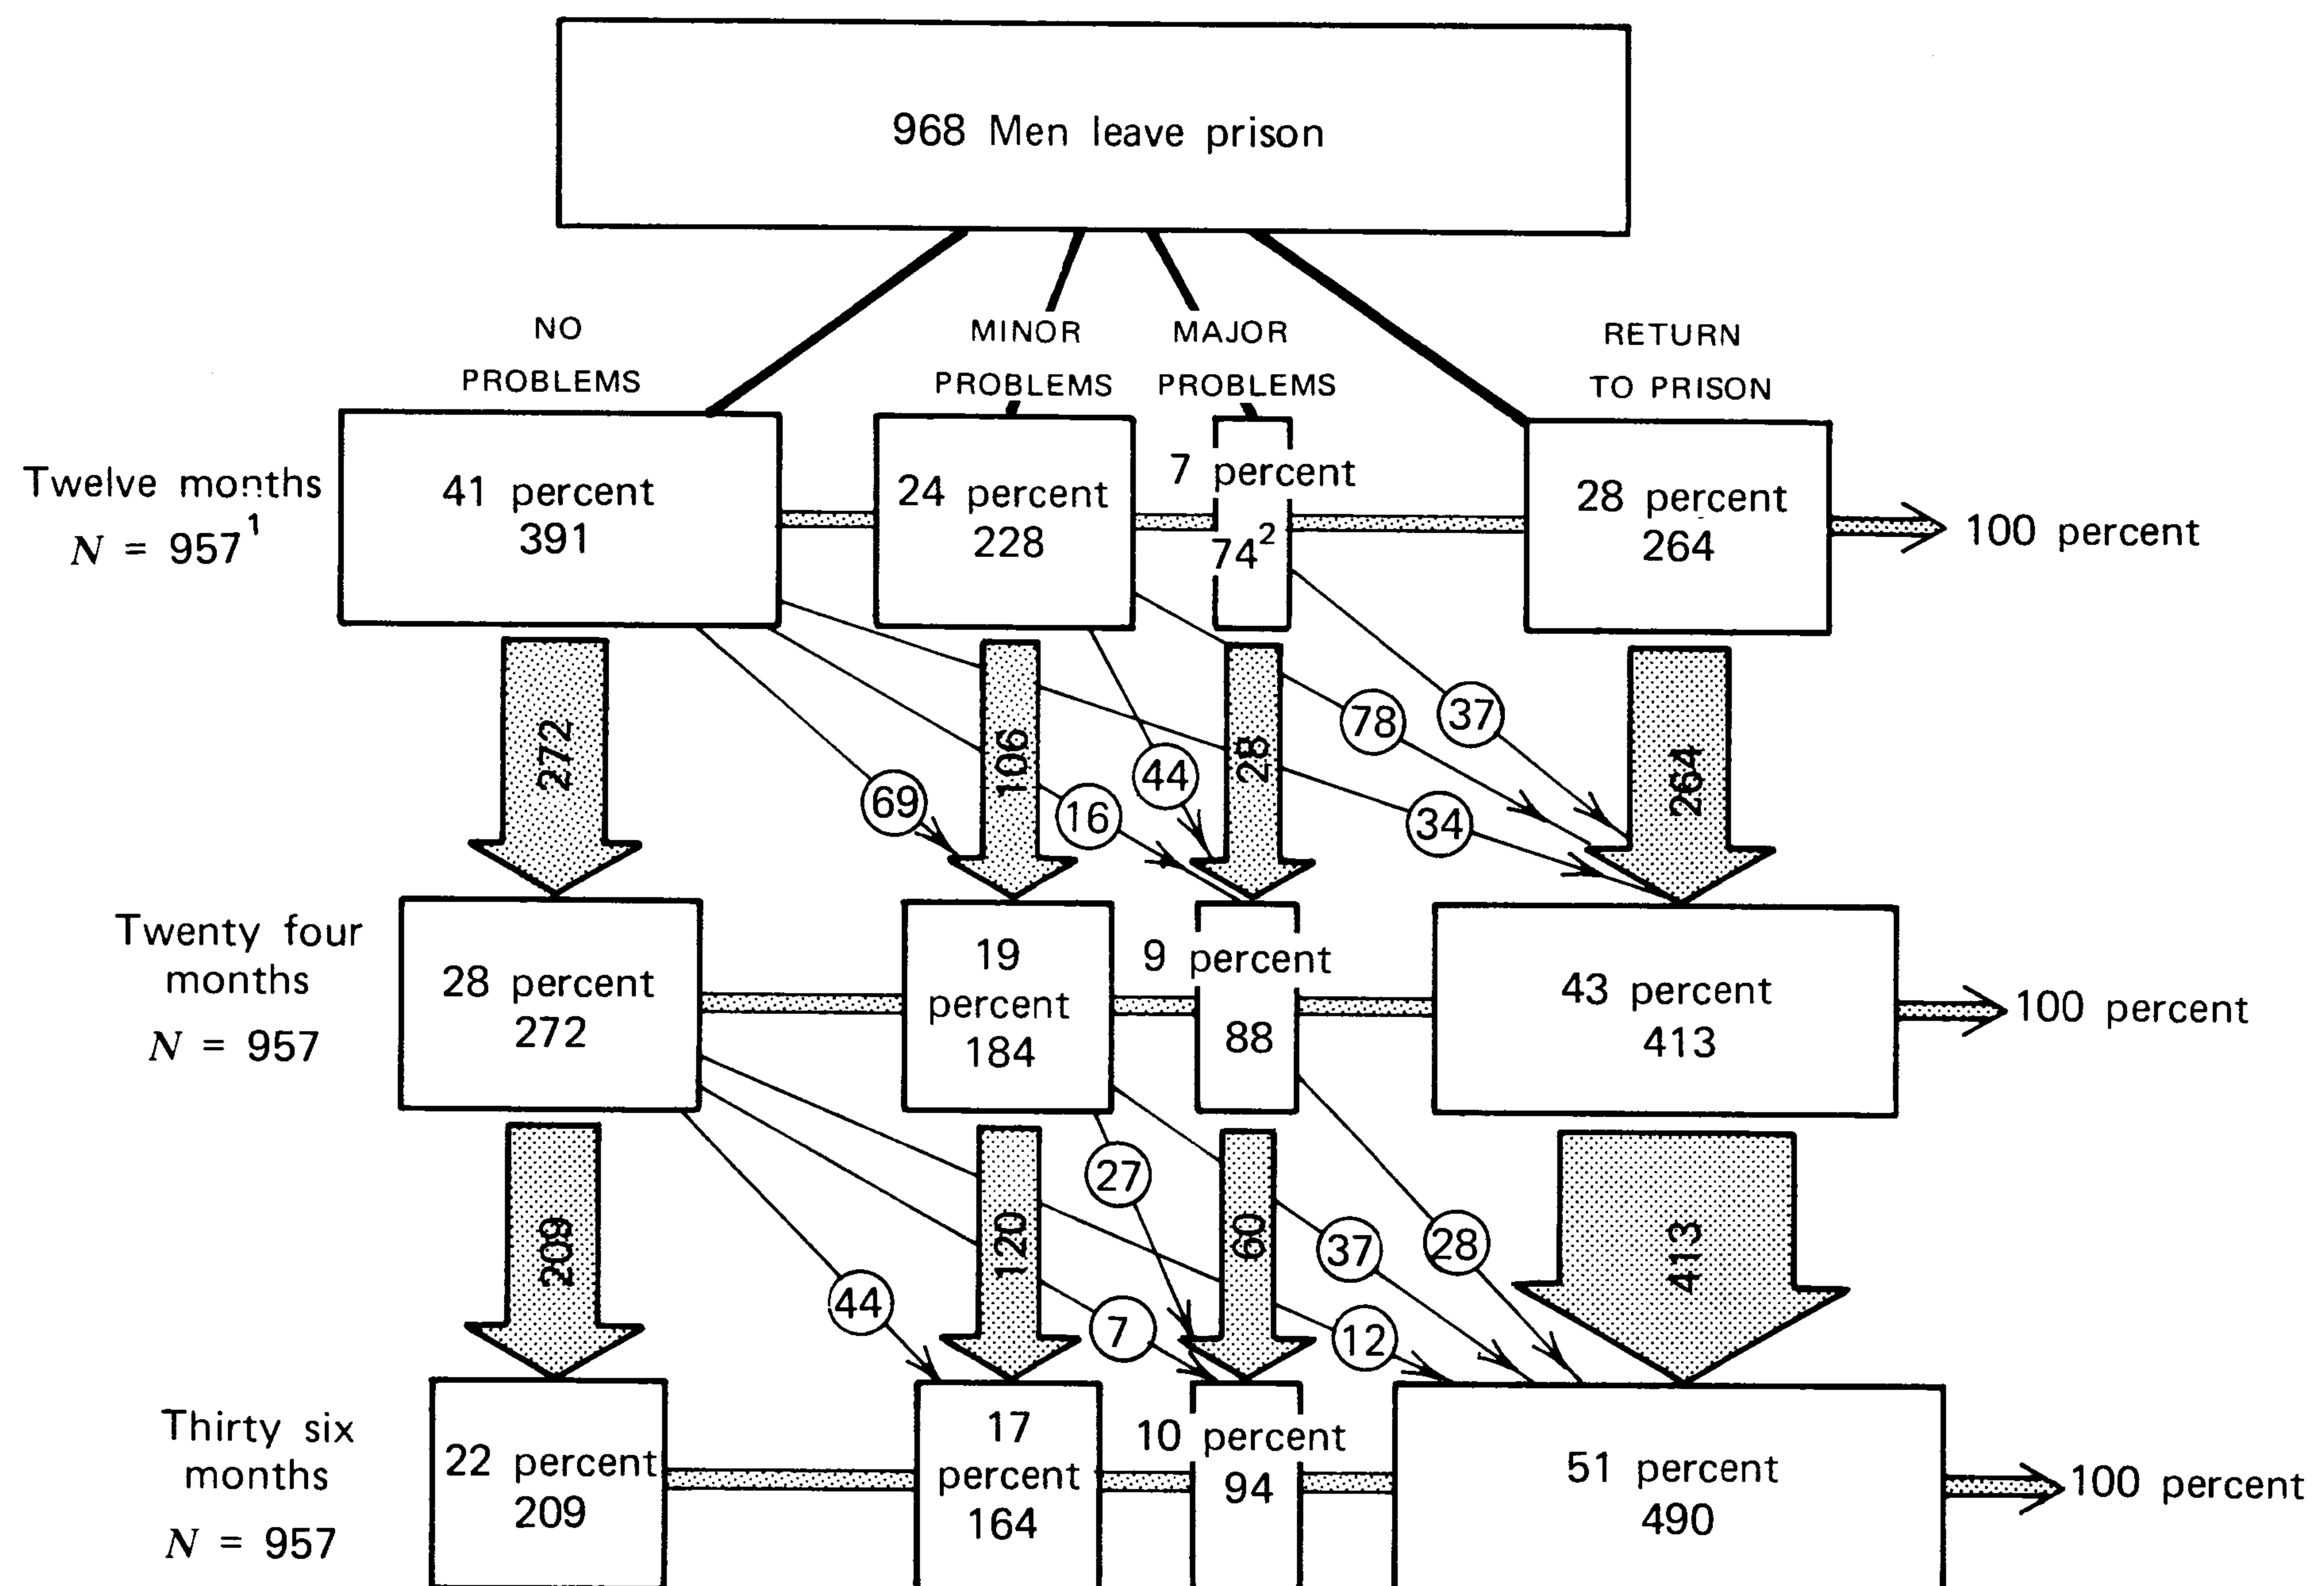 968 Men leave prison
NO
PROBLEMS
MINOR
PROBLEMS
MAJOR
PROBLEMS
RETURN
TO PRISON
Twelve months
N = 957¹
41 percent
391
24 percent
228
7 percent
74²
28 percent
264
100 percent
272
69
106
16
44
28
78
37
34
264
Twenty four
months
N = 957
28 percent
272
19
percent
184
9 percent
88
43 percent
413
100 percent
209
44
120
27
7
60
37
12
28
413
Thirty six
months
N = 957
22 percent
209
17
percent
164
10 percent
94
51 percent
490
100 percent